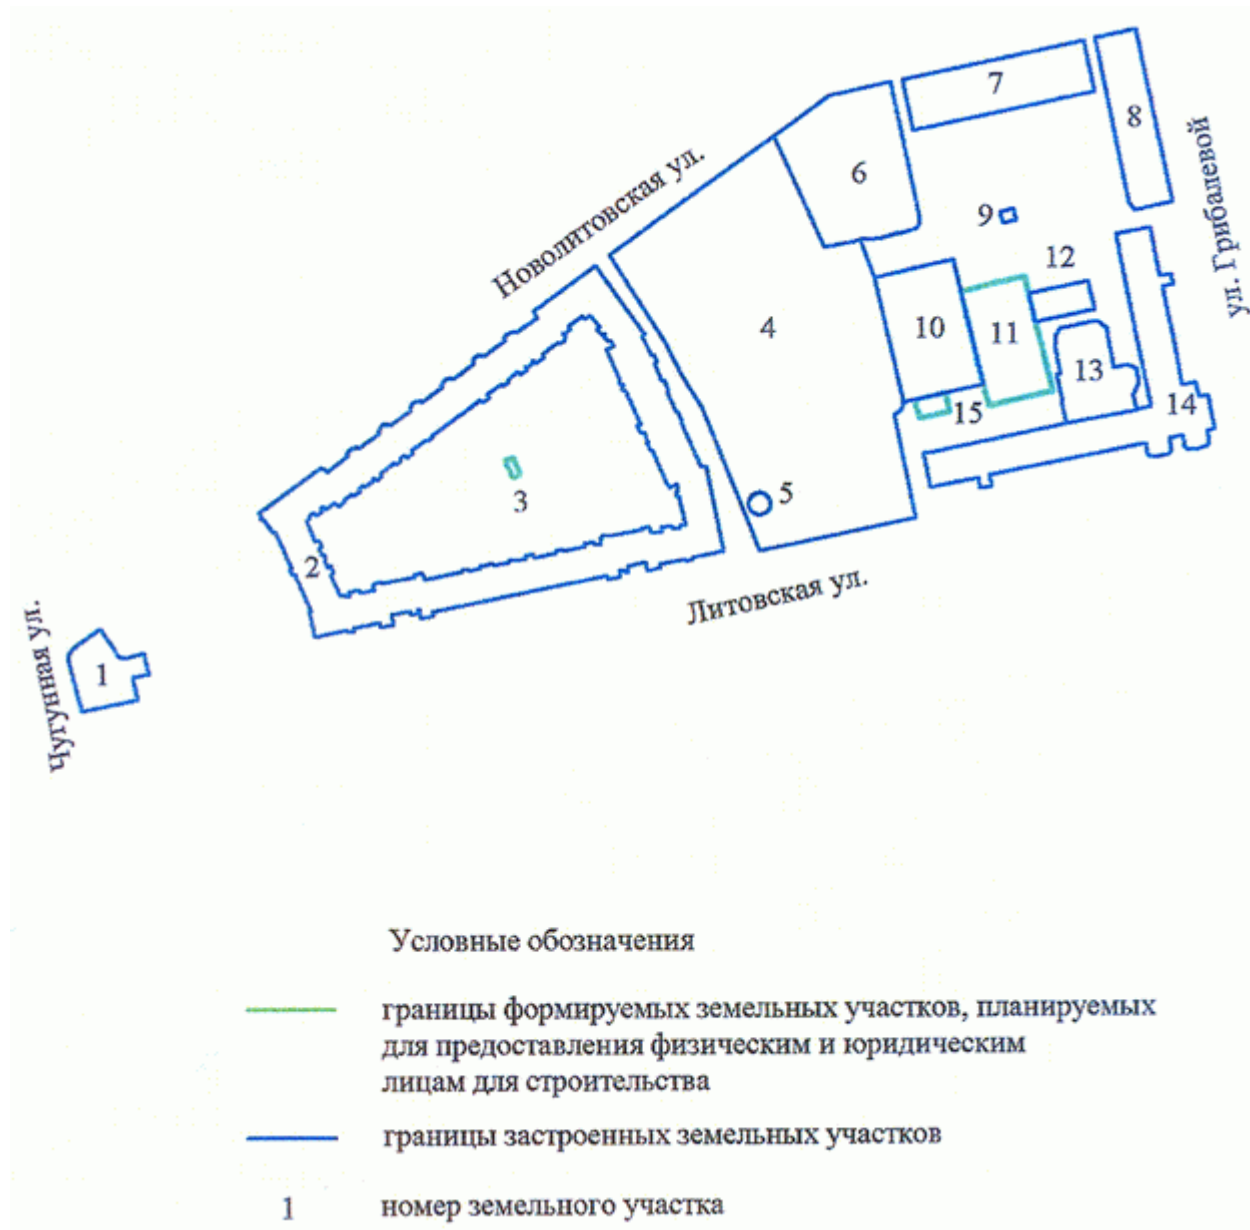 7
8
6
ул. Грибалевой
Новолитовская ул.
9
12
4
10
11
13
15
14
5
3
2
Литовская ул.
Чугунная ул.
1
Условные обозначения
границы формируемых земельных участков, планируемых
для предоставления физическим и юридическим
лицам для строительства
границы застроенных земельных участков
1 номер земельного участка